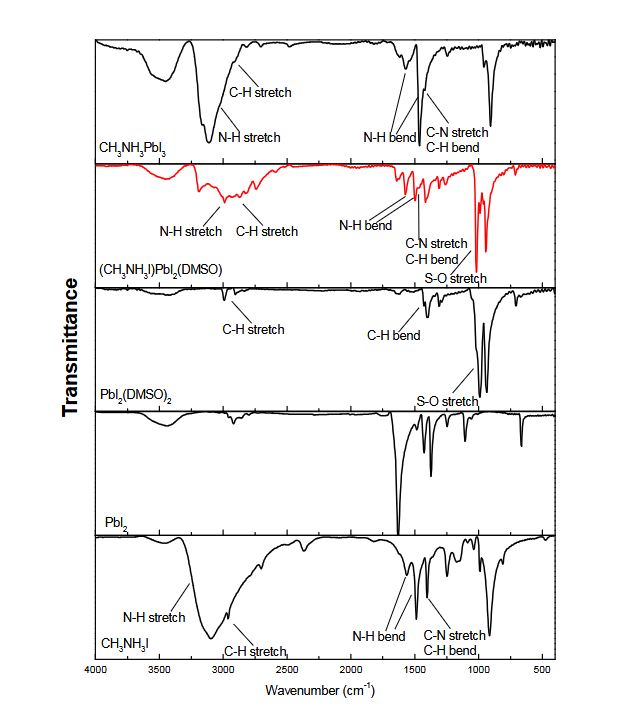 Transmittance
C-H stretch
N-H stretch
N-H bend
C-N stretch
C-H bend
CH₃NH₃PbI₃
N-H stretch
C-H stretch
N-H bend
C-N stretch
C-H bend
S-O stretch
(CH₃NH₃I)PbI₂(DMSO)
C-H stretch
C-H bend
S-O stretch
PbI₂(DMSO)₂
PbI₂
N-H stretch
C-H stretch
N-H bend
C-N stretch
C-H bend
CH₃NH₃I
4000 3500 3000 2500 2000 1500 1000 500
Wavenumber (cm⁻¹)